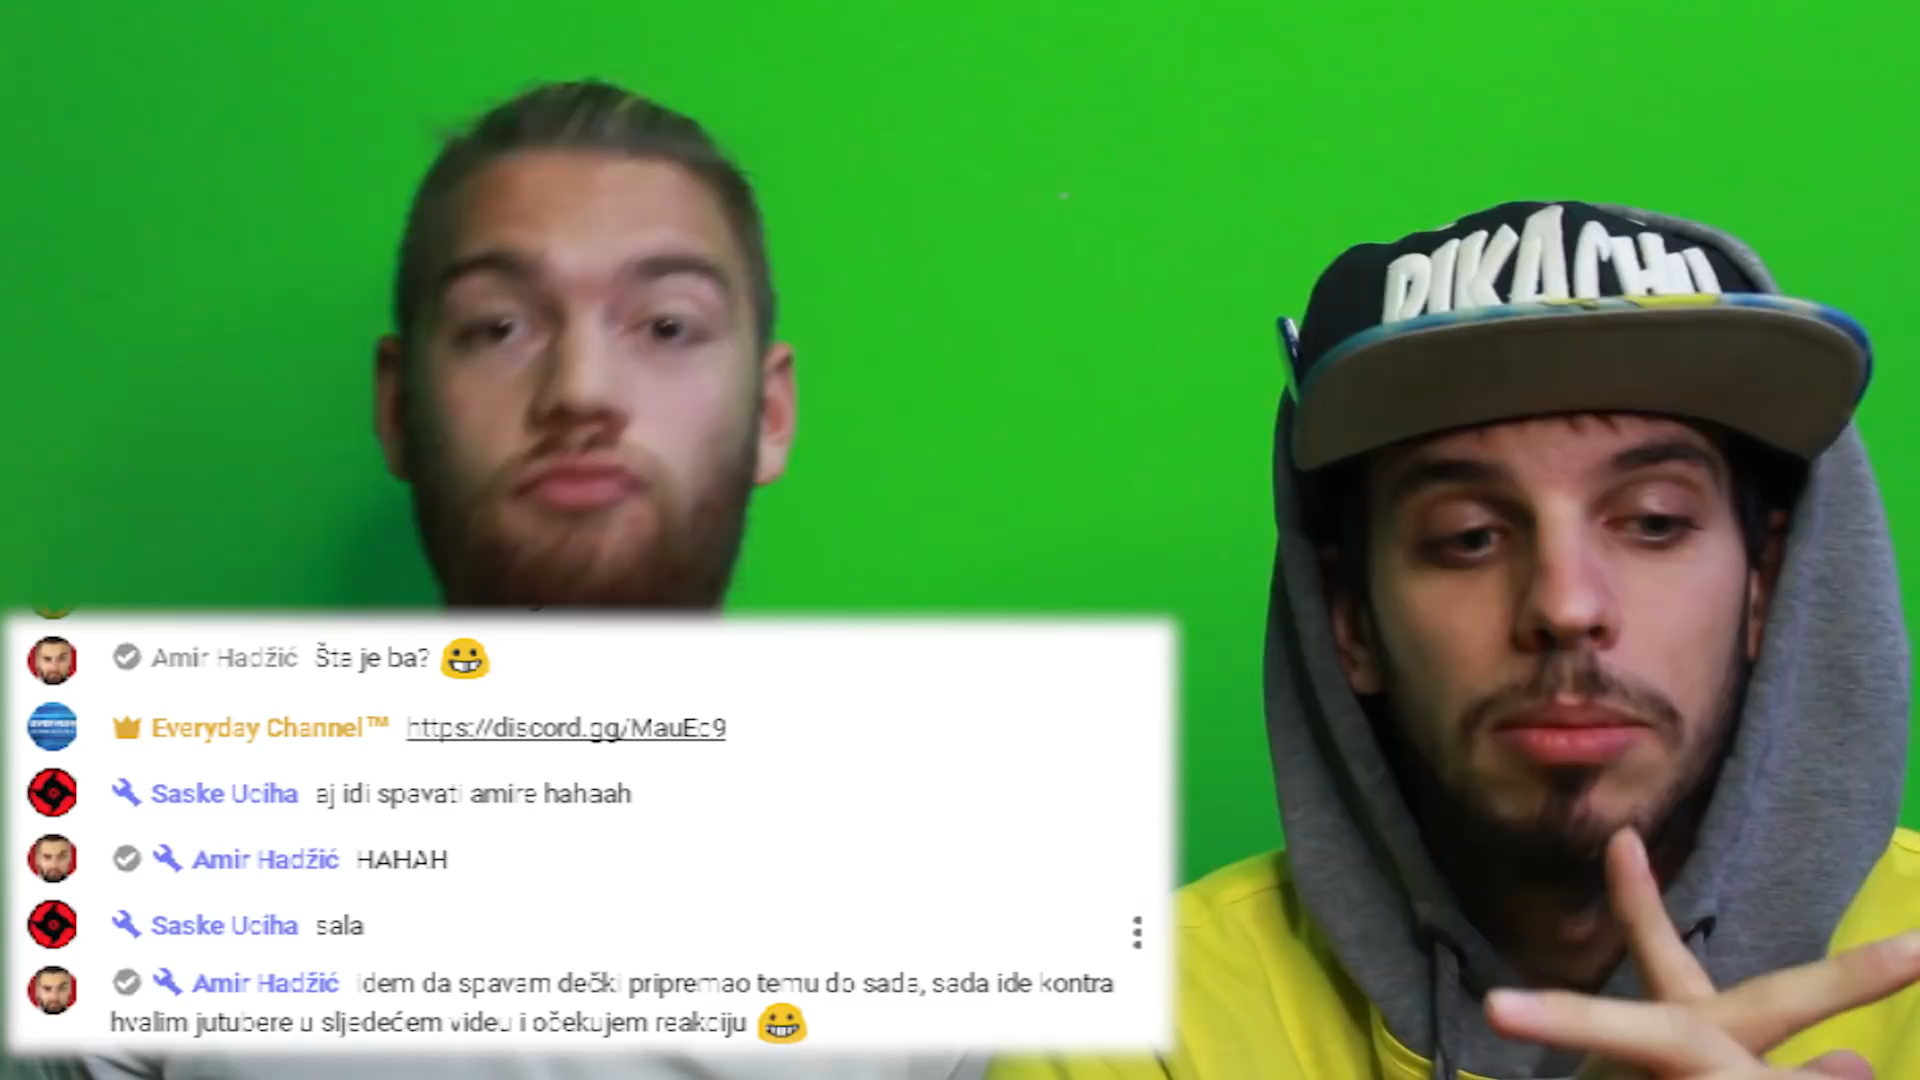 PIKACHU
Amir Hadžić Šta je ba?
Everyday Channel™ https://discord.gg/MauEc9
Saske Uciha aj idi spavati amire hahaah
Amir Hadžić HAHAH
Saske Uciha sala
Amir Hadžić idem da spavam dečki pripremao temu do sada, sada ide kontra
hvalim jutubere u sljedećem videu i očekujem reakciju